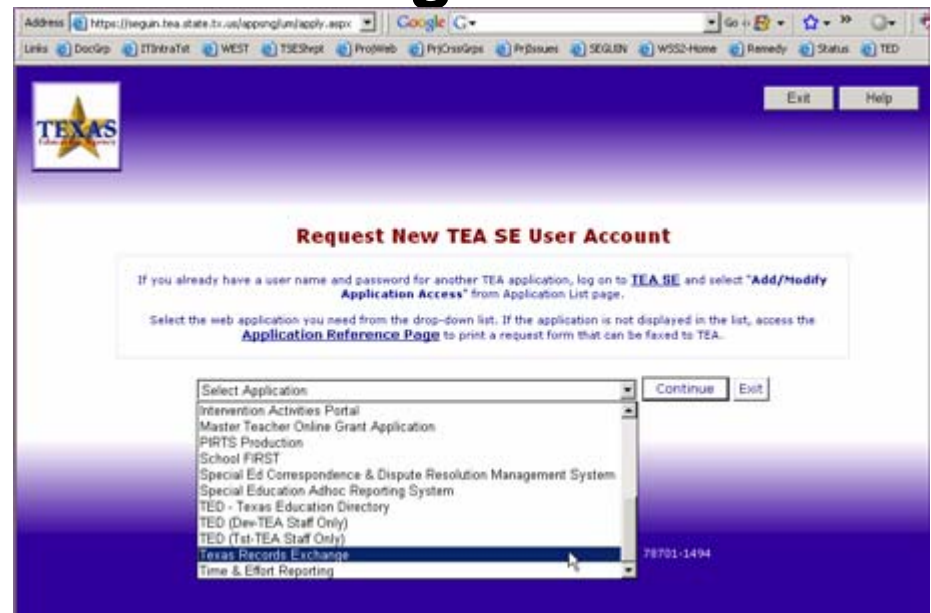 g
Address https://seguin.tea.state.tx.us/apps/logon/um/apply.aspx Google G Go
Links DocGrp ITIntraTst WEST TSESRept ProjWeb PrjCrssGrps PrjIssues SEGUIN WSS2-Home Remedy Status TED
Exit Help
TEXAS
Education Agency
Request New TEA SE User Account
If you already have a user name and password for another TEA application, log on to TEA SE and select "Add/Modify
Application Access" from Application List page.
Select the web application you need from the drop-down list. If the application is not displayed in the list, access the
Application Reference Page to print a request form that can be faxed to TEA.
Select Application Continue Exit
Intervention Activities Portal
Master Teacher Online Grant Application
PIRTS Production
School FIRST
Special Ed Correspondence & Dispute Resolution Management System
Special Education Adhoc Reporting System
TED - Texas Education Directory
TED (Dev-TEA Staff Only)
TED (Tst-TEA Staff Only)
Texas Records Exchange 78701-1494
Time & Effort Reporting